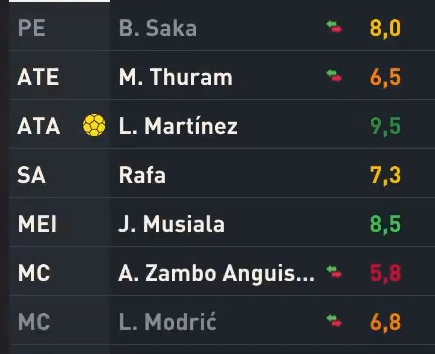 PE B. Saka 8,0
ATE M. Thuram 6,5
ATA L. Martínez 9,5
SA Rafa 7,3
MEI J. Musiala 8,5
MC A. Zambo Anguis... 5,8
MC L. Modrić 6,8